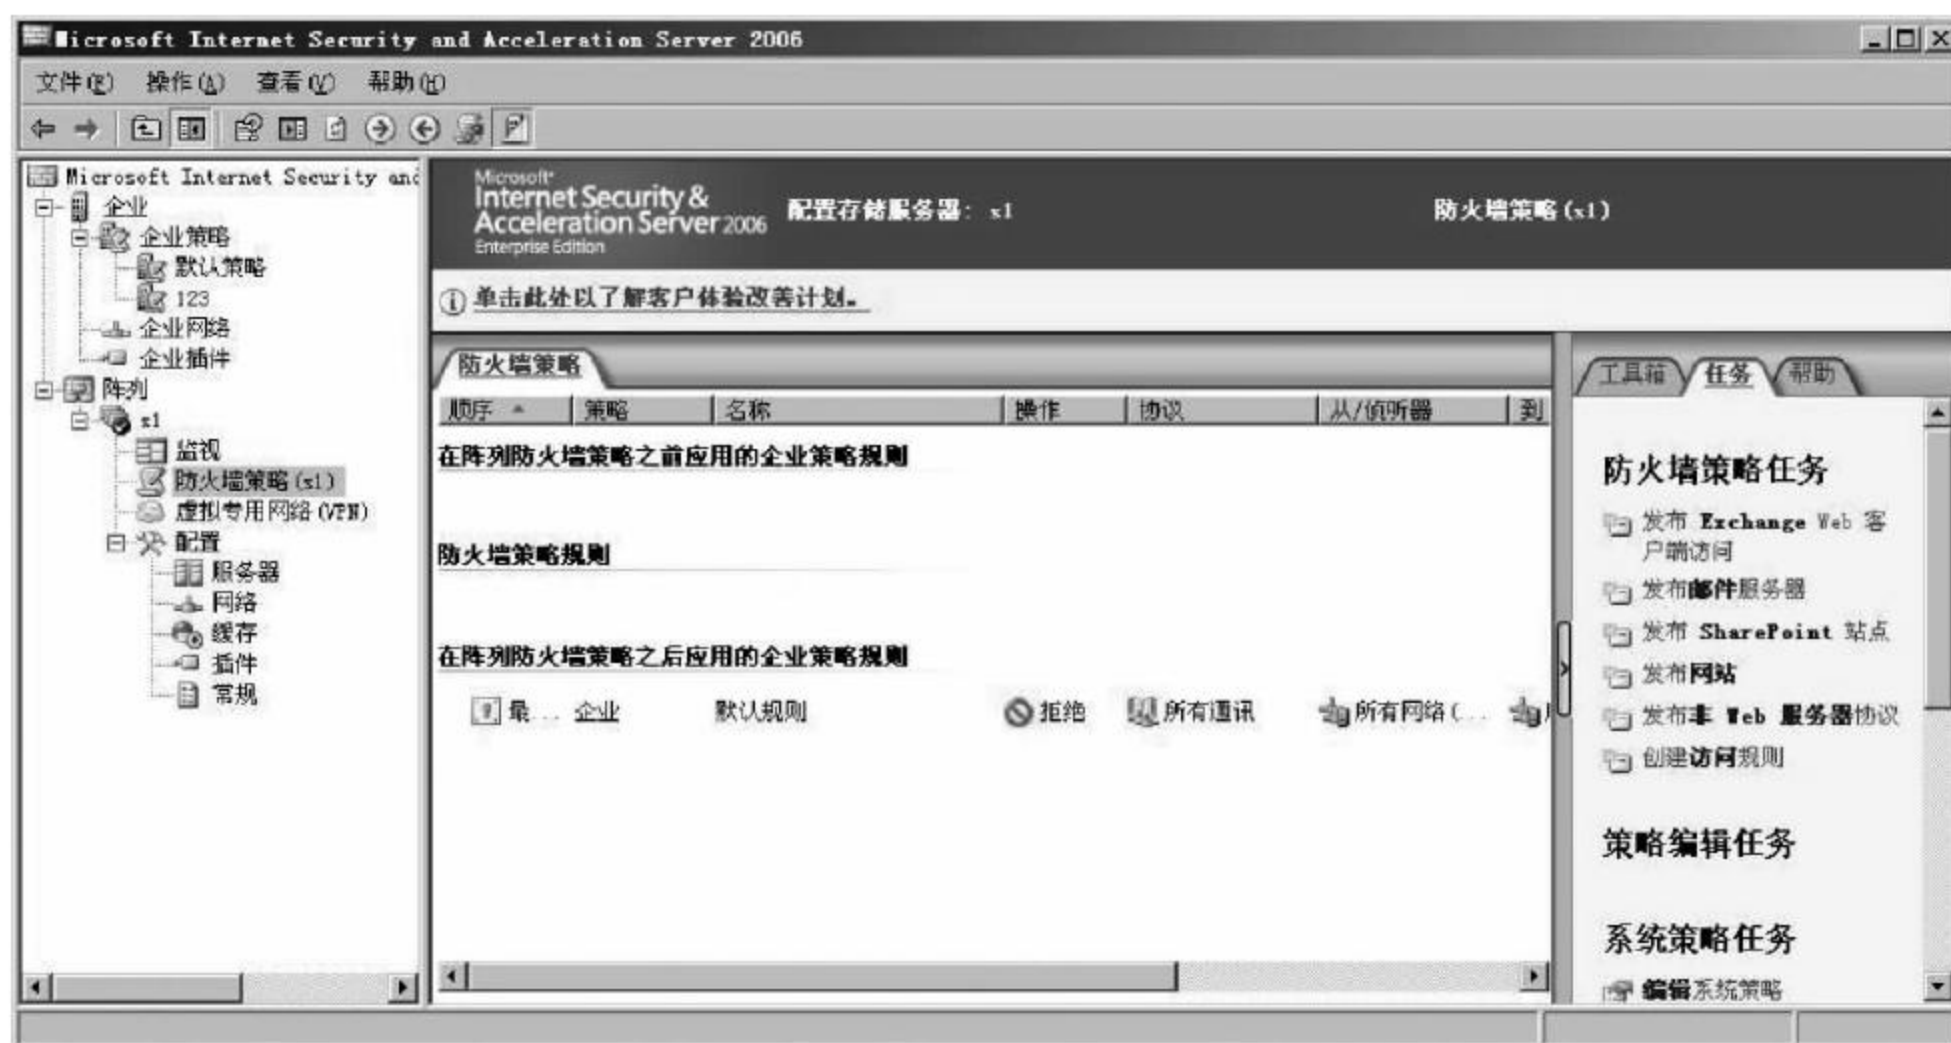 Microsoft Internet Security and Acceleration Server 2006
文件(F) 操作(A) 查看(V) 帮助(H)
Microsoft Internet Security and
企业
企业策略
默认策略
123
企业网络
企业插件
阵列
x1
监视
防火墙策略(x1)
虚拟专用网络(VPN)
配置
服务器
网络
缓存
插件
常规
Microsoft
Internet Security &
Acceleration Server 2006
Enterprise Edition
配置存储服务器: x1
防火墙策略(x1)
单击此处以了解客户体验改善计划。
防火墙策略
顺序 策略 名称 操作 协议 从/侦听器 到
在阵列防火墙策略之前应用的企业策略规则
防火墙策略规则
在阵列防火墙策略之后应用的企业策略规则
最... 企业 默认规则 拒绝 所有通讯 所有网络(...
工具箱 任务 帮助
防火墙策略任务
发布 Exchange Web 客
户端访问
发布邮件服务器
发布 SharePoint 站点
发布网站
发布非 Web 服务器协议
创建访问规则
策略编辑任务
系统策略任务
编辑系统策略